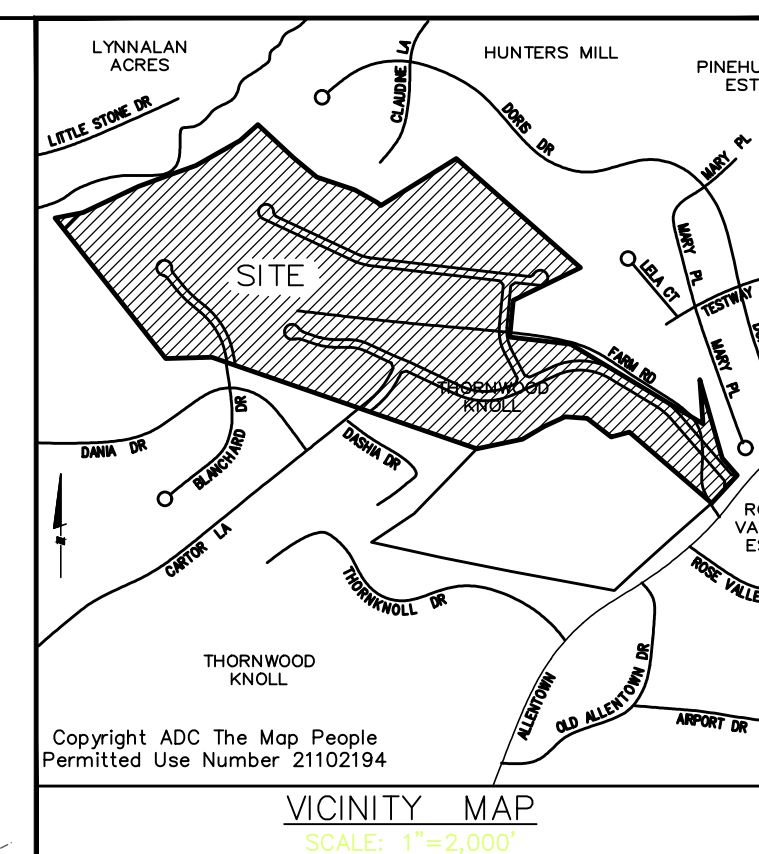 LYNNALAN
ACRES
HUNTERS MILL
PINEHU
EST
CLAUDINE LA
LITTLE STONE DR
DORIS DR
MARY PL
MARY PL
LELA CT
TESTWAY
SITE
MARY PL
FARM RD
THORNWOOD
KNOLL
DANIA DR
BLANCHARD DR
DASHIA DR
CARTOR LA
THORNKNOLL DR
ROSE VALLE
THORNWOOD
KNOLL
ALLENTOWN
OLD ALLENTOWN DR
ARPORT DR
Copyright ADC The Map People
Permitted Use Number 21102194
VICINITY MAP
SCALE: 1"=2,000'